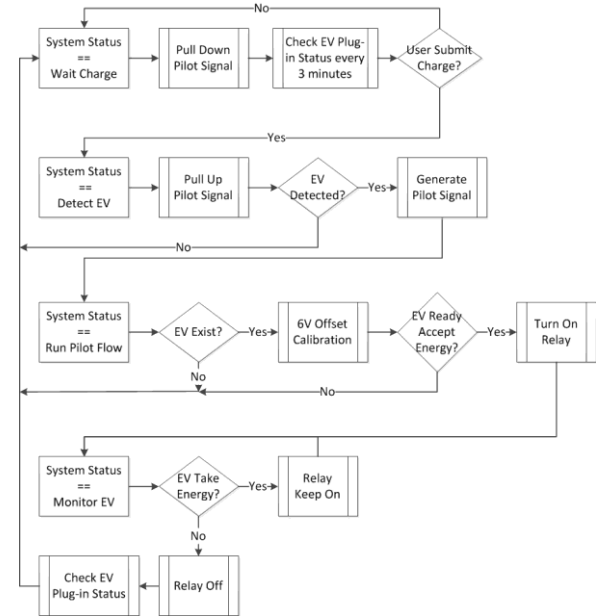 No
System Status
==
Wait Charge
Pull Down
Pilot Signal
Check EV Plug-
in Status every
3 minutes
User Submit
Charge?
Yes
System Status
==
Detect EV
Pull Up
Pilot Signal
EV
Detected?
Yes
Generate
Pilot Signal
No
System Status
==
Run Pilot Flow
EV Exist?
Yes
6V Offset
Calibration
EV Ready
Accept
Energy?
Yes
Turn On
Relay
No
No
System Status
==
Monitor EV
EV Take
Energy?
Yes
Relay
Keep On
No
Check EV
Plug-in Status
Relay Off